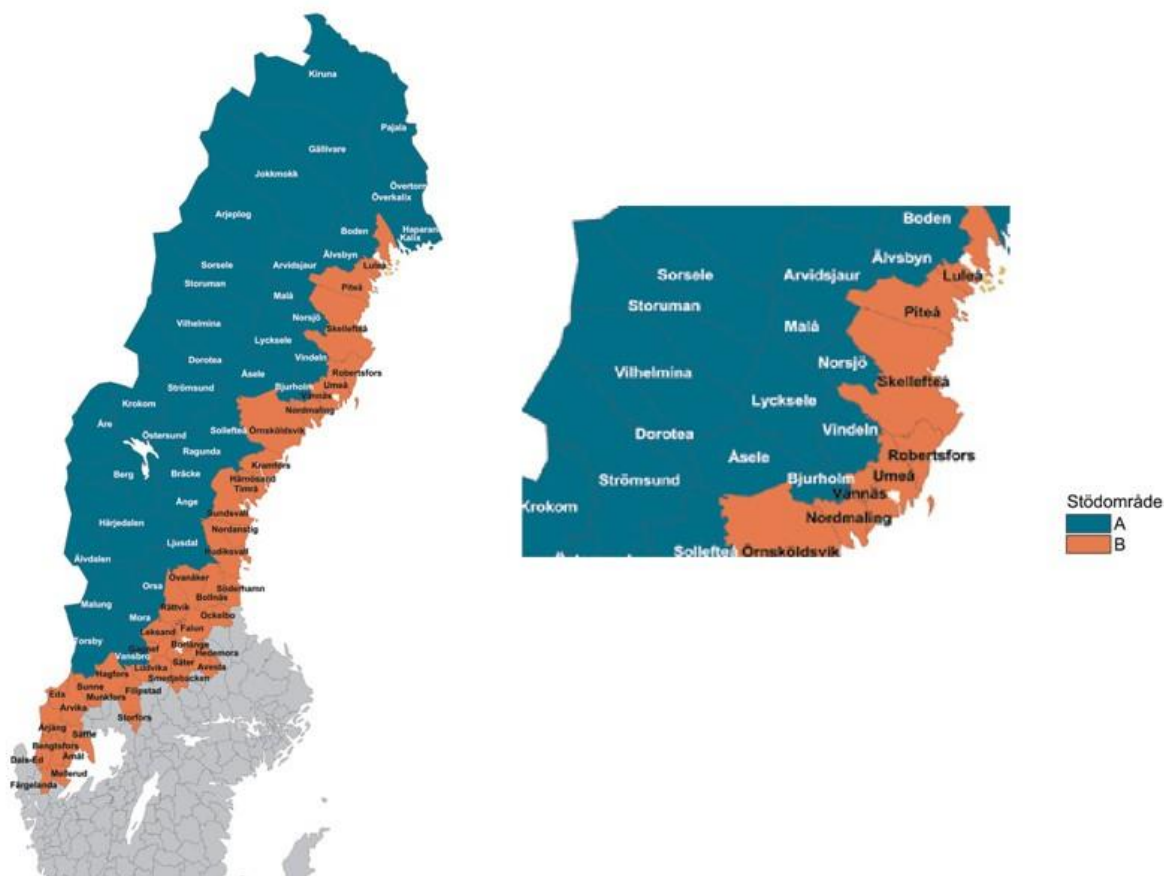 Kiruna
Pajala
Gällivare
Jokkmokk
Övertorn
Överkalix
Arjeplog
Boden
Haparan
Kalix
Älvsbyn
Sorsele
Arvidsjaur
Luleå
Storuman
Piteå
Malå
Vilhelmina
Norsjö
Skellefteå
Lycksele
Dorotea
Vindeln
Åsele
Robertsfors
Strömsund
Bjurholm
Umeå
Vännäs
Krokom
Nordmaling
Åre
Östersund
Sollefteå
Örnsköldsvik
Ragunda
Berg
Bräcke
Kramfors
Härnösand
Timrå
Ånge
Sundsvall
Härjedalen
Nordanstig
Ljusdal
Hudiksvall
Älvdalen
Ovanåker
Orsa
Söderhamn
Bollnäs
Malung
Rättvik
Mora
Ockelbo
Leksand
Falun
Torsby
Gagnef
Borlänge
Vansbro
Hedemora
Säter
Ludvika
Avesta
Hagfors
Smedjebacken
Sunne
Filipstad
Eda
Munkfors
Arvika
Storfors
Årjäng
Säffle
Bengtsfors
Dals-Ed
Åmål
Mellerud
Färgelanda
Boden
Älvsbyn
Sorsele
Arvidsjaur
Luleå
Storuman
Piteå
Malå
Norsjö
Vilhelmina
Skellefteå
Lycksele
Vindeln
Dorotea
Åsele
Robertsfors
Strömsund
Bjurholm
Umeå
Vännäs
Krokom
Nordmaling
Sollefteå
Örnsköldsvik
Stödområde
A
B